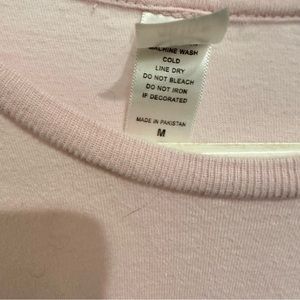 MACHINE WASH
COLD
LINE DRY
DO NOT BLEACH
DO NOT IRON
IF DECORATED
MADE IN PAKISTAN
M